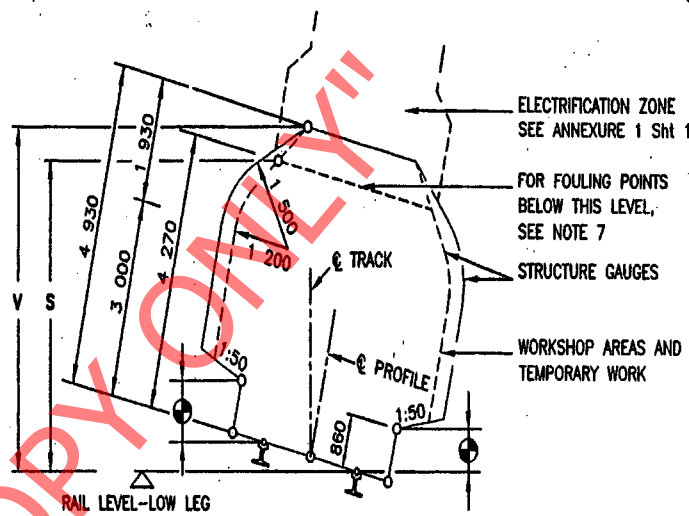 ELECTRIFICATION ZONE
SEE ANNEXURE 1 Sht 1
FOR FOULING POINTS
BELOW THIS LEVEL,
SEE NOTE 7
STRUCTURE GAUGES
WORKSHOP AREAS AND
TEMPORARY WORK
1 930
4 930
3 000
4 270
V
S
1 500
1 200
℄ TRACK
℄ PROFILE
1:50
1:50
860
RAIL LEVEL-LOW LEG
OPY ONLY"